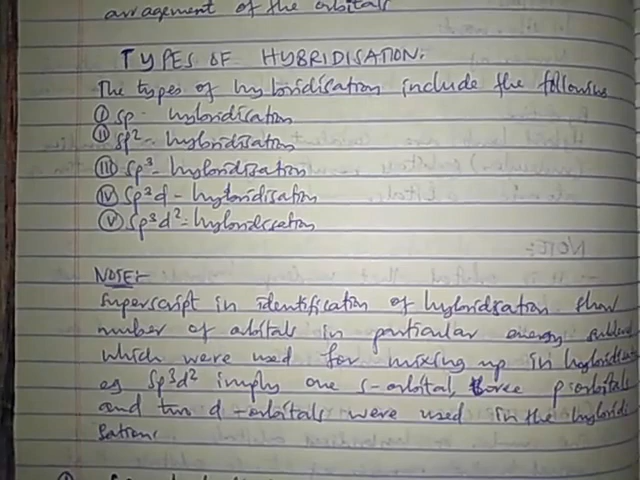 arragement of the orbitals
TYPES OF HYBRIDISATION:
The types of hybridisation include the following
(i) sp - hybridisation
(ii) sp² - hybridisation
(iii) sp³ - hybridisation
(iv) sp³d - hybridisation
(v) sp³d² - hybridisation
NOTE:
Superscript in identification of hybridisation show
number of orbitals in particular energy
which were used for mixing up in
eg sp³d² imply one s-orbital, three p-orbitals
and two d-orbitals were used in the hybridi
sation.